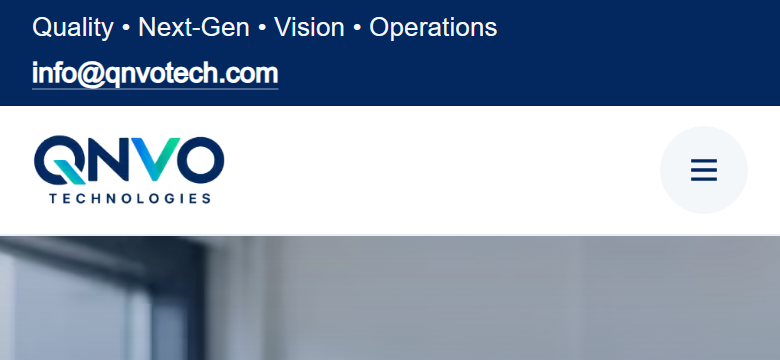 Quality • Next-Gen • Vision • Operations
info@qnvotech.com
QNVO
TECHNOLOGIES